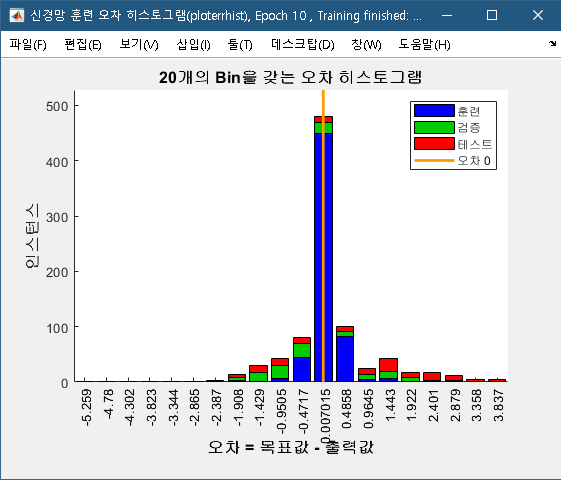 신경망 훈련 오차 히스토그램(ploterrhist), Epoch 10 , Training finished: ...
파일(F) 편집(E) 보기(V) 삽입(I) 툴(T) 데스크탑(D) 창(W) 도움말(H)
20개의 Bin을 갖는 오차 히스토그램
훈련
검증
테스트
오차 0
500
400
300
200
100
0
인스턴스
-5.259
-4.78
-4.302
-3.823
-3.344
-2.865
-2.387
-1.908
-1.429
-0.9505
-0.4717
0.007015
0.4858
0.9645
1.443
1.922
2.401
2.879
3.358
3.837
오차 = 목표값 - 출력값